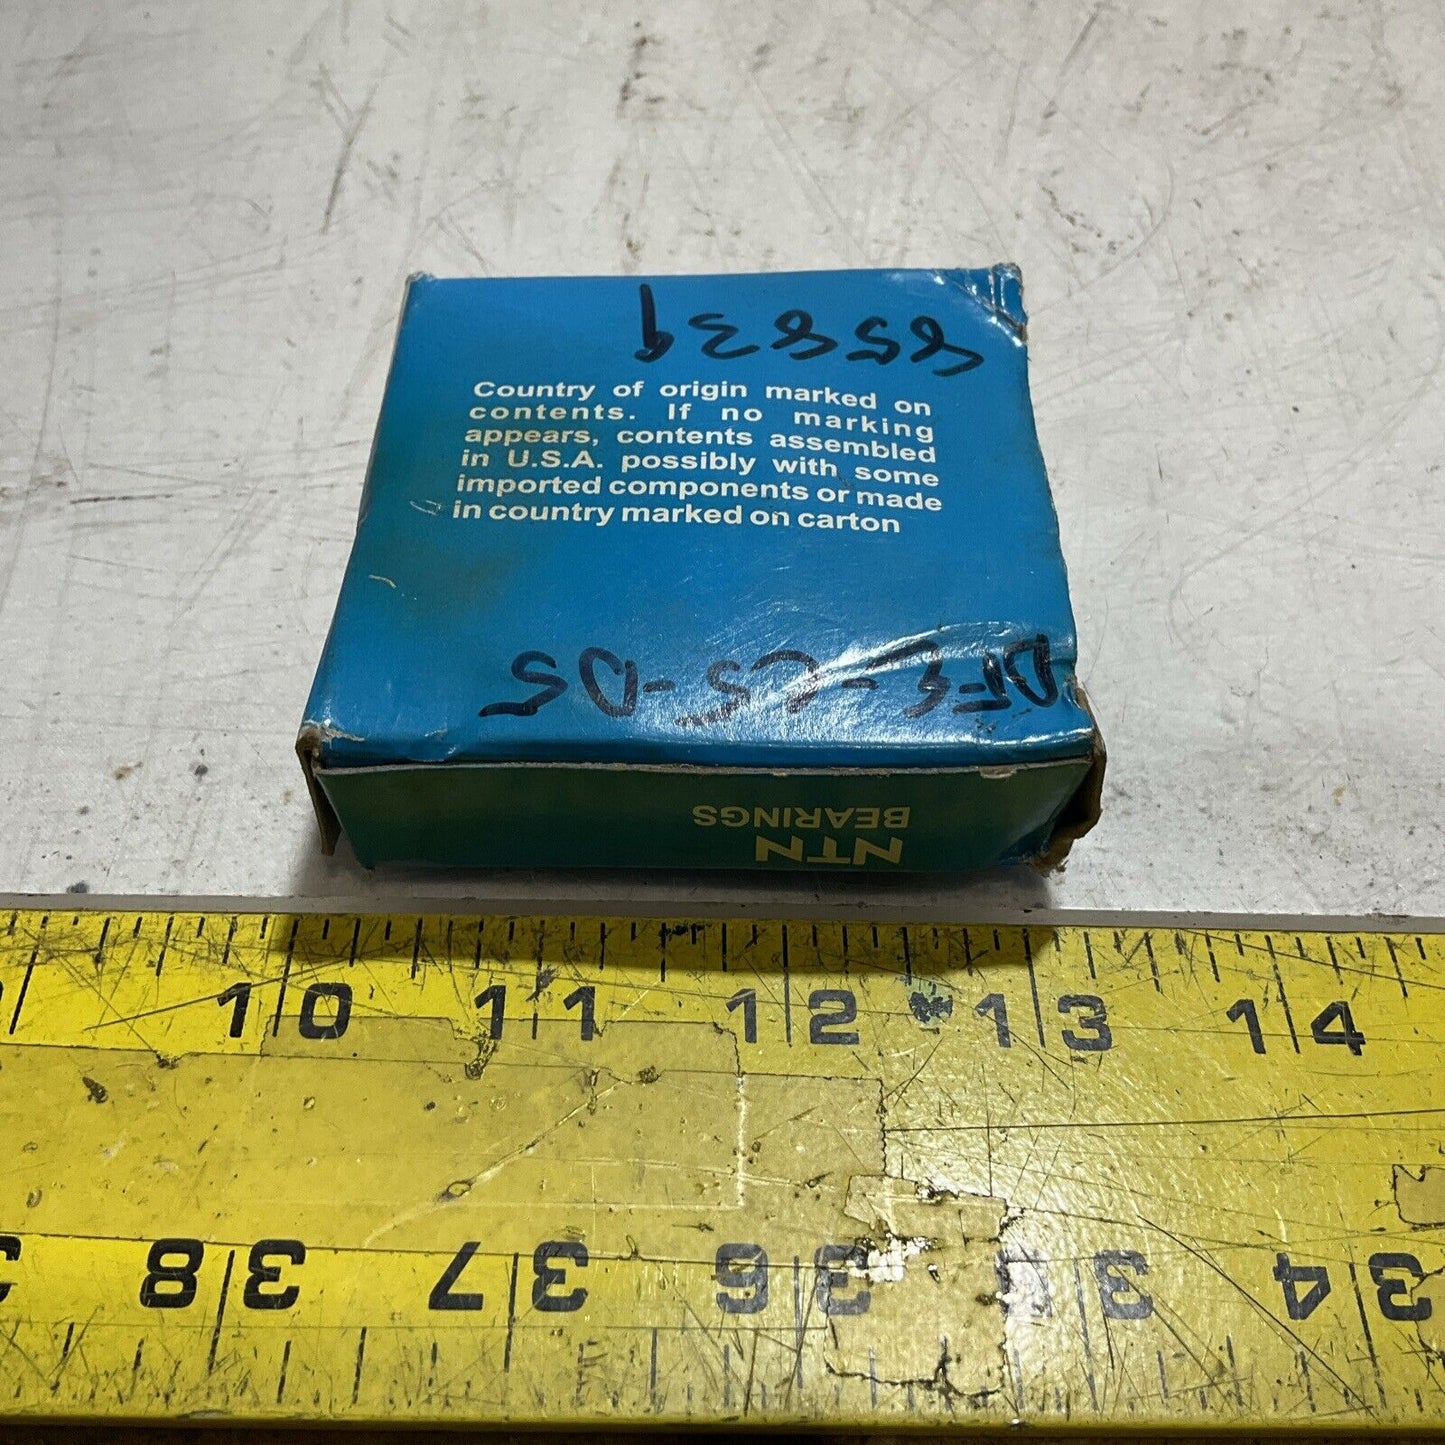 Country of origin marked on
contents. If no marking
appears, contents assembled
in U.S.A. possibly with some
imported components or made
in country marked on carton
NTN
BEARINGS
10 11 12 13 14
34 35 36 37 38